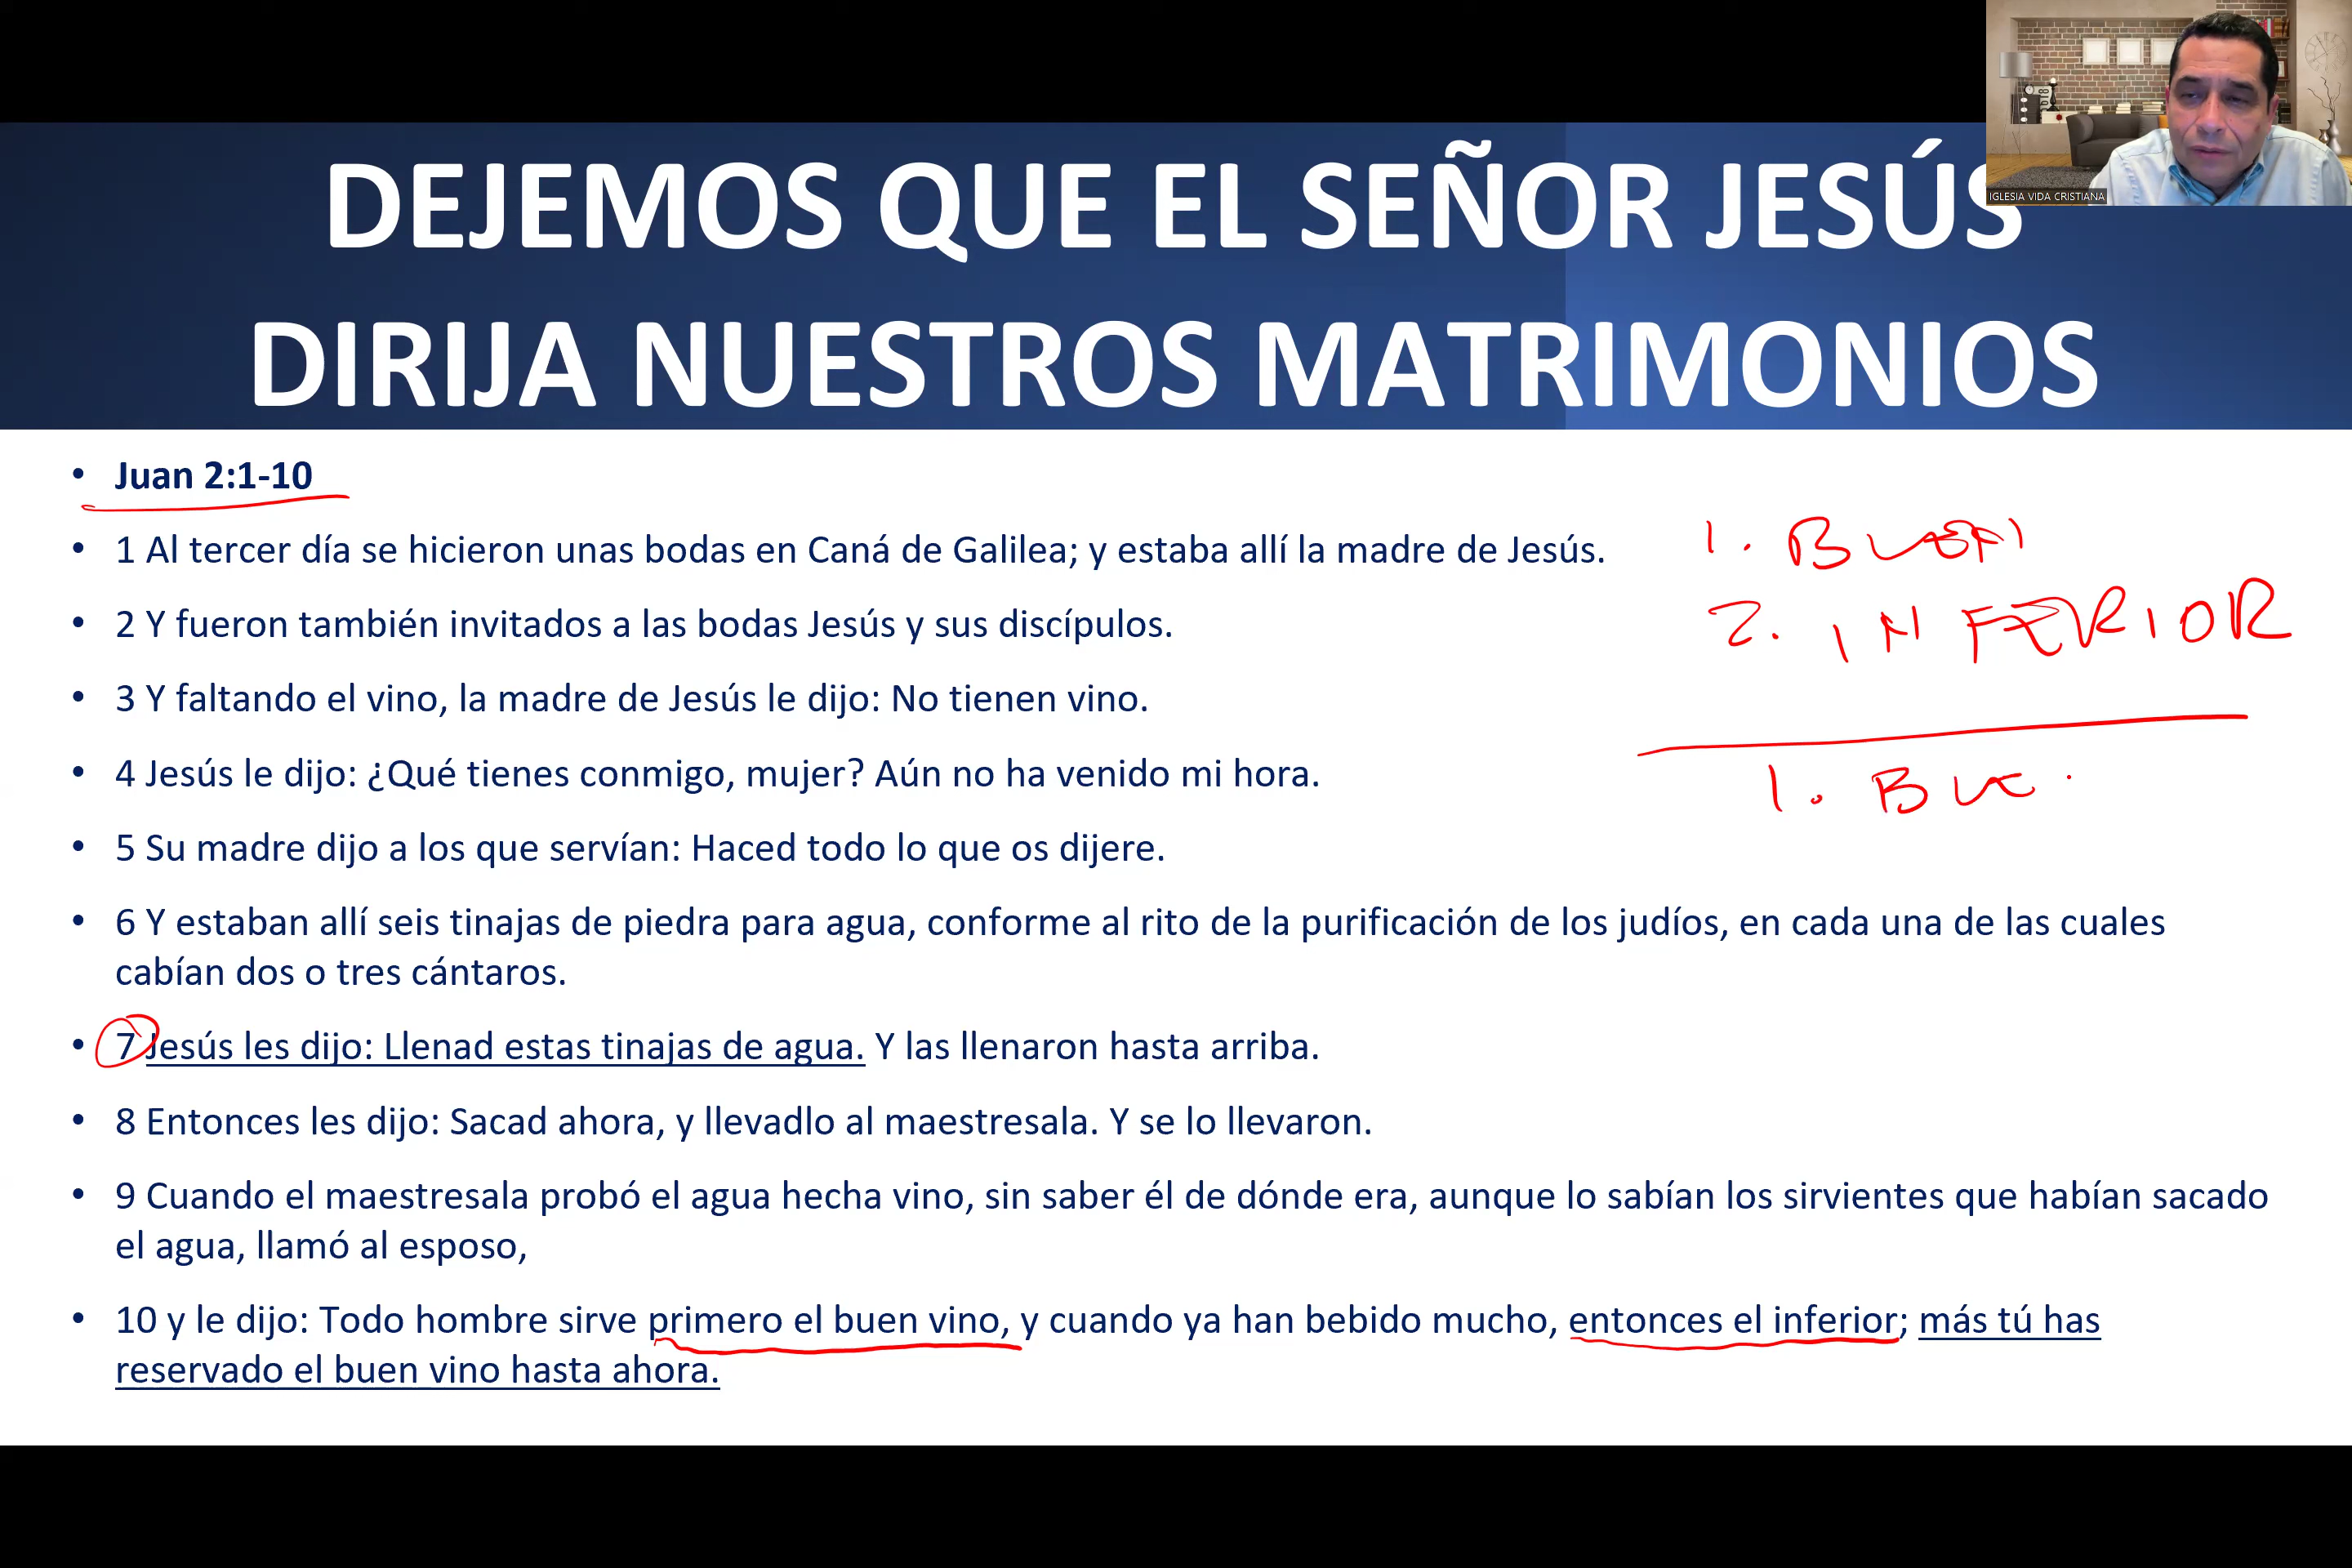 IGLESIA VIDA CRISTIANA
DEJEMOS QUE EL SEÑOR JESÚS
DIRIJA NUESTROS MATRIMONIOS
• Juan 2:1-10
• 1 Al tercer día se hicieron unas bodas en Caná de Galilea; y estaba allí la madre de Jesús.
• 2 Y fueron también invitados a las bodas Jesús y sus discípulos.
• 3 Y faltando el vino, la madre de Jesús le dijo: No tienen vino.
• 4 Jesús le dijo: ¿Qué tienes conmigo, mujer? Aún no ha venido mi hora.
• 5 Su madre dijo a los que servían: Haced todo lo que os dijere.
• 6 Y estaban allí seis tinajas de piedra para agua, conforme al rito de la purificación de los judíos, en cada una de las cuales
cabían dos o tres cántaros.
• 7 Jesús les dijo: Llenad estas tinajas de agua. Y las llenaron hasta arriba.
• 8 Entonces les dijo: Sacad ahora, y llevadlo al maestresala. Y se lo llevaron.
• 9 Cuando el maestresala probó el agua hecha vino, sin saber él de dónde era, aunque lo sabían los sirvientes que habían sacado
el agua, llamó al esposo,
• 10 y le dijo: Todo hombre sirve primero el buen vino, y cuando ya han bebido mucho, entonces el inferior; más tú has
reservado el buen vino hasta ahora.
1.
2. INFERIOR
1. BUE